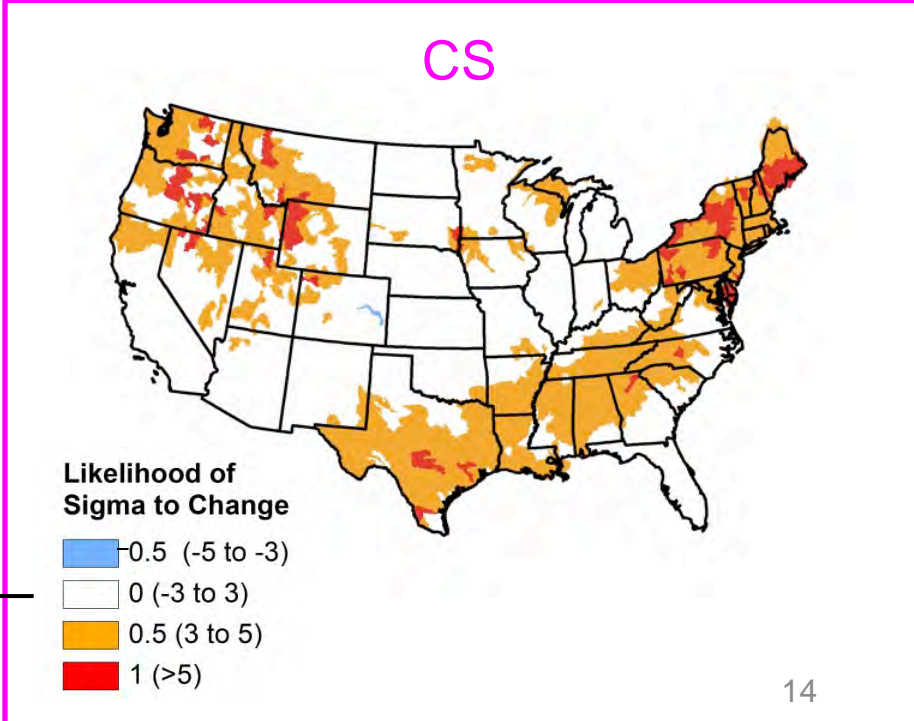 CS
Likelihood of
Sigma to Change
-0.5 (-5 to -3)
0 (-3 to 3)
0.5 (3 to 5)
1 (>5)
14